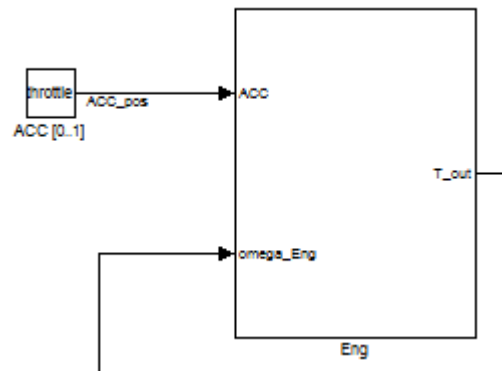 throttle
ACC_pos
ACC
ACC [0..1]
T_out
omega_Eng
Eng